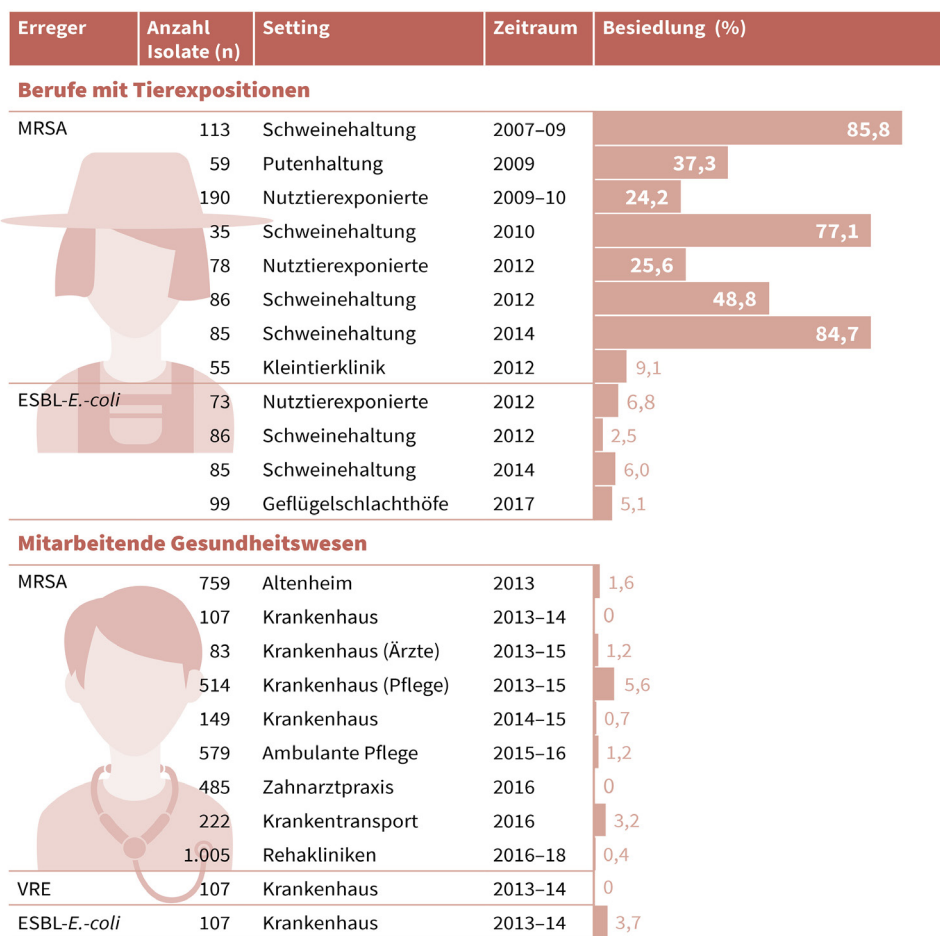 Erreger Anzahl Isolate (n) Setting Zeitraum Besiedlung (%)
Berufe mit Tierexpositionen
MRSA 113 Schweinehaltung 2007–09 85,8
59 Putenhaltung 2009 37,3
190 Nutztierexponierte 2009–10 24,2
35 Schweinehaltung 2010 77,1
78 Nutztierexponierte 2012 25,6
86 Schweinehaltung 2012 48,8
85 Schweinehaltung 2014 84,7
55 Kleintierklinik 2012 9,1
ESBL-E.-coli 73 Nutztierexponierte 2012 6,8
86 Schweinehaltung 2012 2,5
85 Schweinehaltung 2014 6,0
99 Geflügelschlachthöfe 2017 5,1
Mitarbeitende Gesundheitswesen
MRSA 759 Altenheim 2013 1,6
107 Krankenhaus 2013–14 0
83 Krankenhaus (Ärzte) 2013–15 1,2
514 Krankenhaus (Pflege) 2013–15 5,6
149 Krankenhaus 2014–15 0,7
579 Ambulante Pflege 2015–16 1,2
485 Zahnarztpraxis 2016 0
222 Krankentransport 2016 3,2
1.005 Rehakliniken 2016–18 0,4
VRE 107 Krankenhaus 2013–14 0
ESBL-E.-coli 107 Krankenhaus 2013–14 3,7